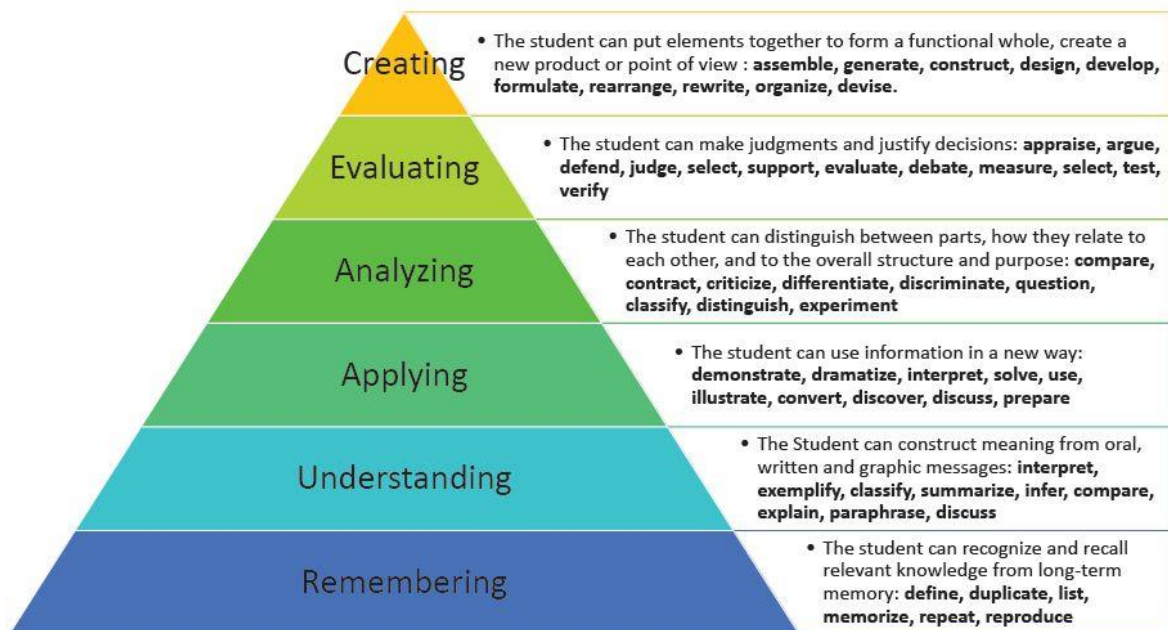 Creating
• The student can put elements together to form a functional whole, create a
new product or point of view : assemble, generate, construct, design, develop,
formulate, rearrange, rewrite, organize, devise.
Evaluating
• The student can make judgments and justify decisions: appraise, argue,
defend, judge, select, support, evaluate, debate, measure, select, test,
verify
Analyzing
• The student can distinguish between parts, how they relate to
each other, and to the overall structure and purpose: compare,
contract, criticize, differentiate, discriminate, question,
classify, distinguish, experiment
Applying
• The student can use information in a new way:
demonstrate, dramatize, interpret, solve, use,
illustrate, convert, discover, discuss, prepare
Understanding
• The Student can construct meaning from oral,
written and graphic messages: interpret,
exemplify, classify, summarize, infer, compare,
explain, paraphrase, discuss
Remembering
• The student can recognize and recall
relevant knowledge from long-term
memory: define, duplicate, list,
memorize, repeat, reproduce